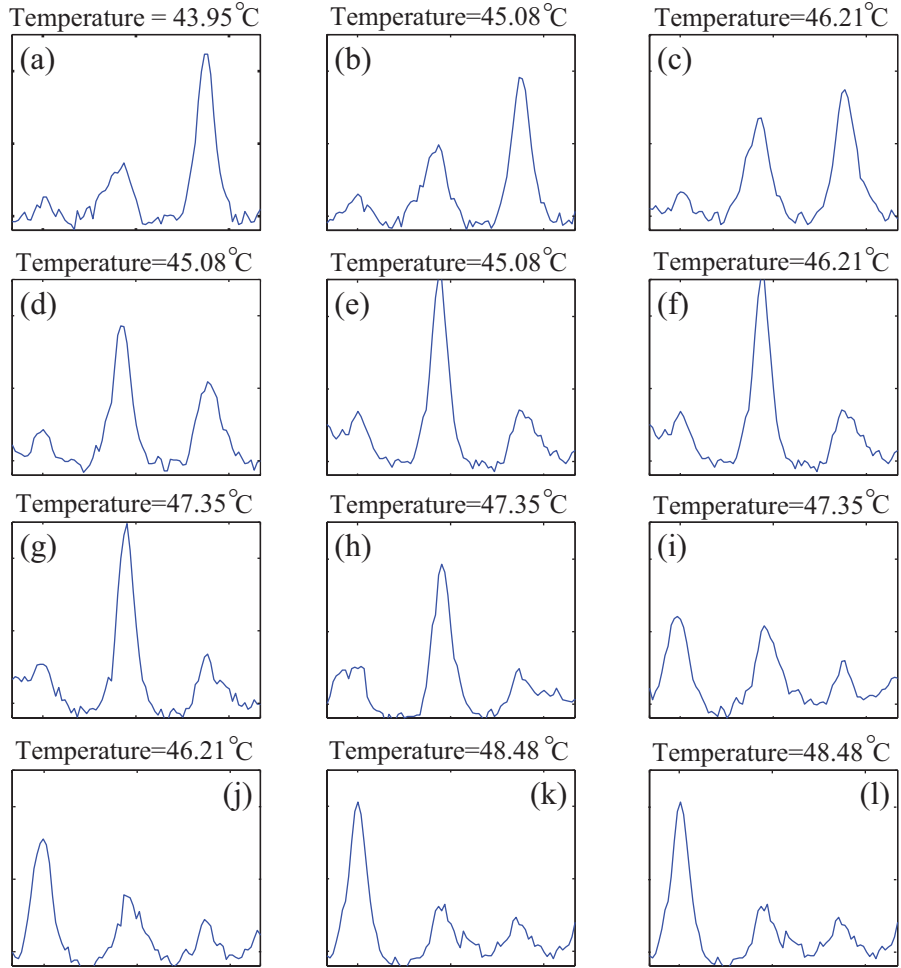 Temperature = 43.95°C
Temperature=45.08°C
Temperature=46.21°C
(a)
(b)
(c)
Temperature=45.08°C
Temperature=45.08°C
Temperature=46.21°C
(d)
(e)
(f)
Temperature=47.35°C
Temperature=47.35°C
Temperature=47.35°C
(g)
(h)
(i)
Temperature=46.21°C
Temperature=48.48°C
Temperature=48.48°C
(j)
(k)
(l)